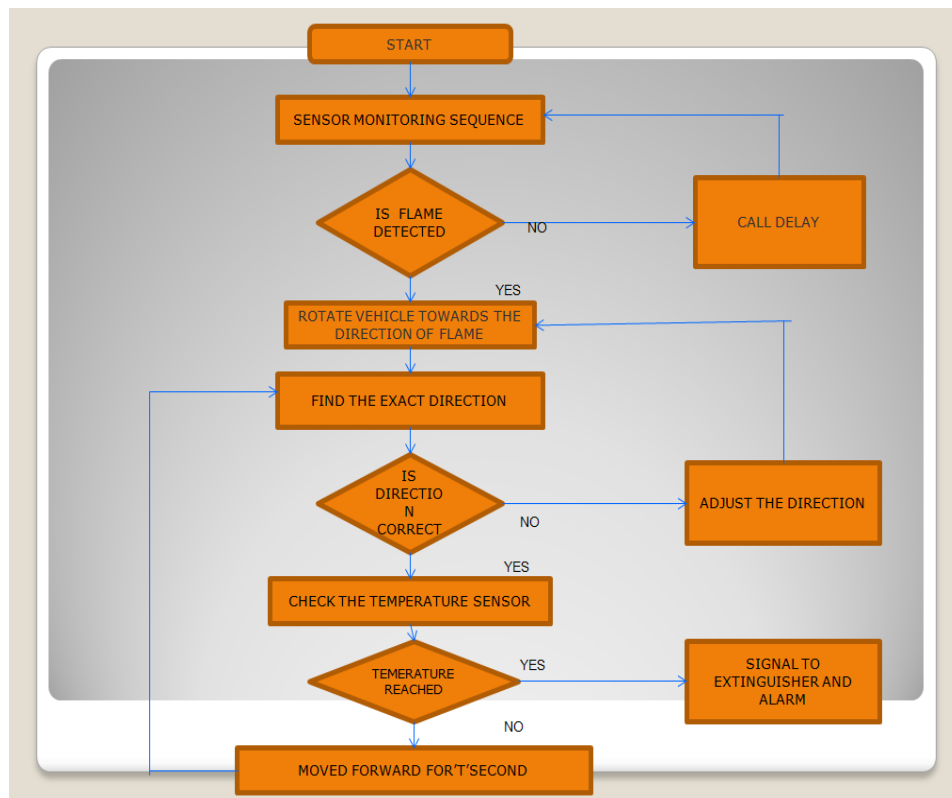 START
SENSOR MONITORING SEQUENCE
IS FLAME
DETECTED
NO
CALL DELAY
YES
ROTATE VEHICLE TOWARDS THE
DIRECTION OF FLAME
FIND THE EXACT DIRECTION
IS
DIRECTIO
N
CORRECT
NO
ADJUST THE DIRECTION
YES
CHECK THE TEMPERATURE SENSOR
TEMERATURE
REACHED
YES
SIGNAL TO
EXTINGUISHER AND
ALARM
NO
MOVED FORWARD FOR'T'SECOND